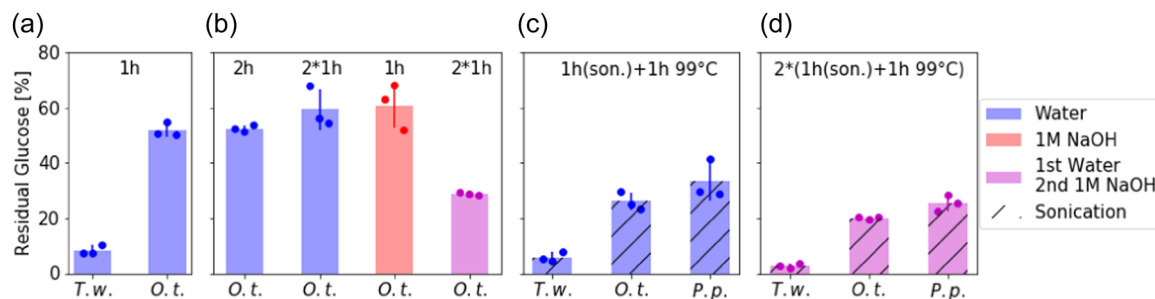 (a) (b) (c) (d)
Residual Glucose [%]
80
60
40
20
0
1h
T.w. O.t.
2h 2*1h 1h 2*1h
O.t. O.t. O.t. O.t.
1h(son.)+1h 99°C
T.w. O.t. P.p.
2*(1h(son.)+1h 99°C)
T.w. O.t. P.p.
Water
1M NaOH
1st Water
2nd 1M NaOH
Sonication